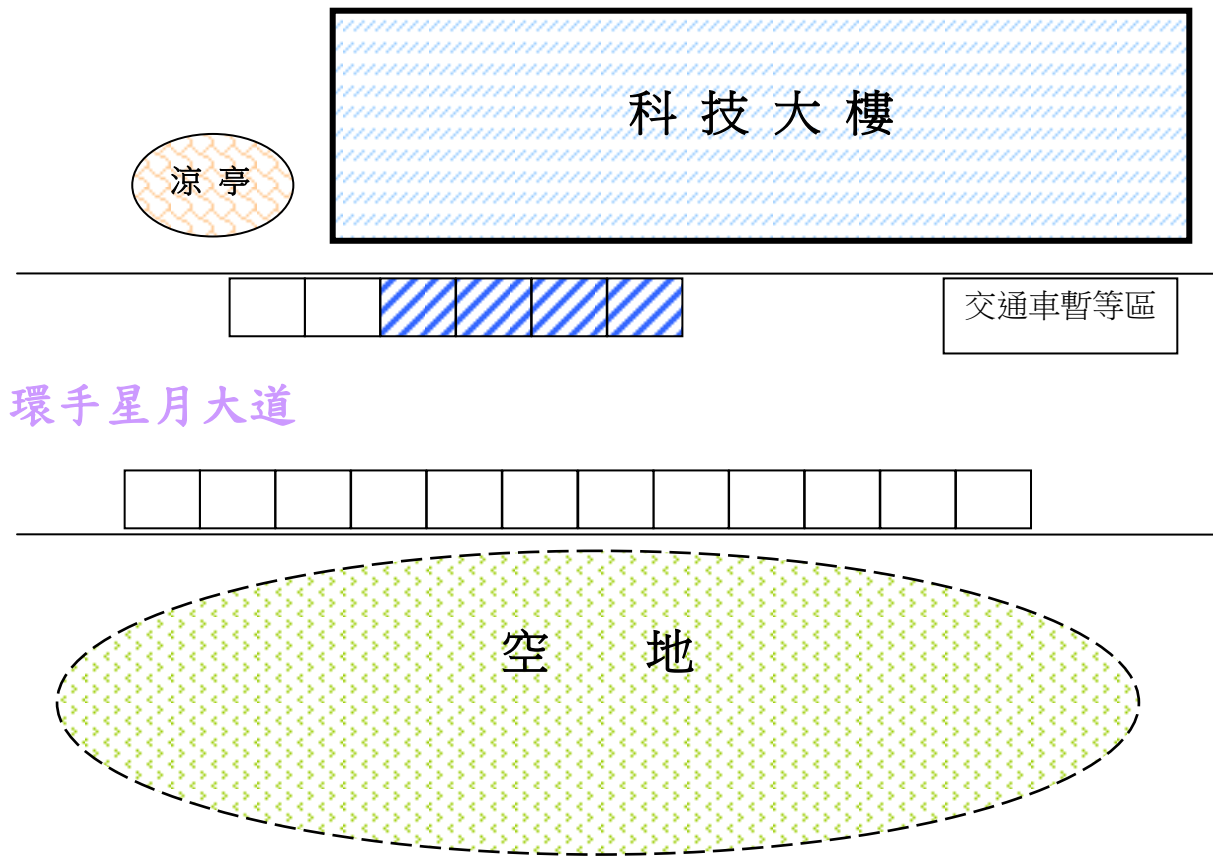 科技大樓
涼亭
交通車暫等區
環手星月大道
空地